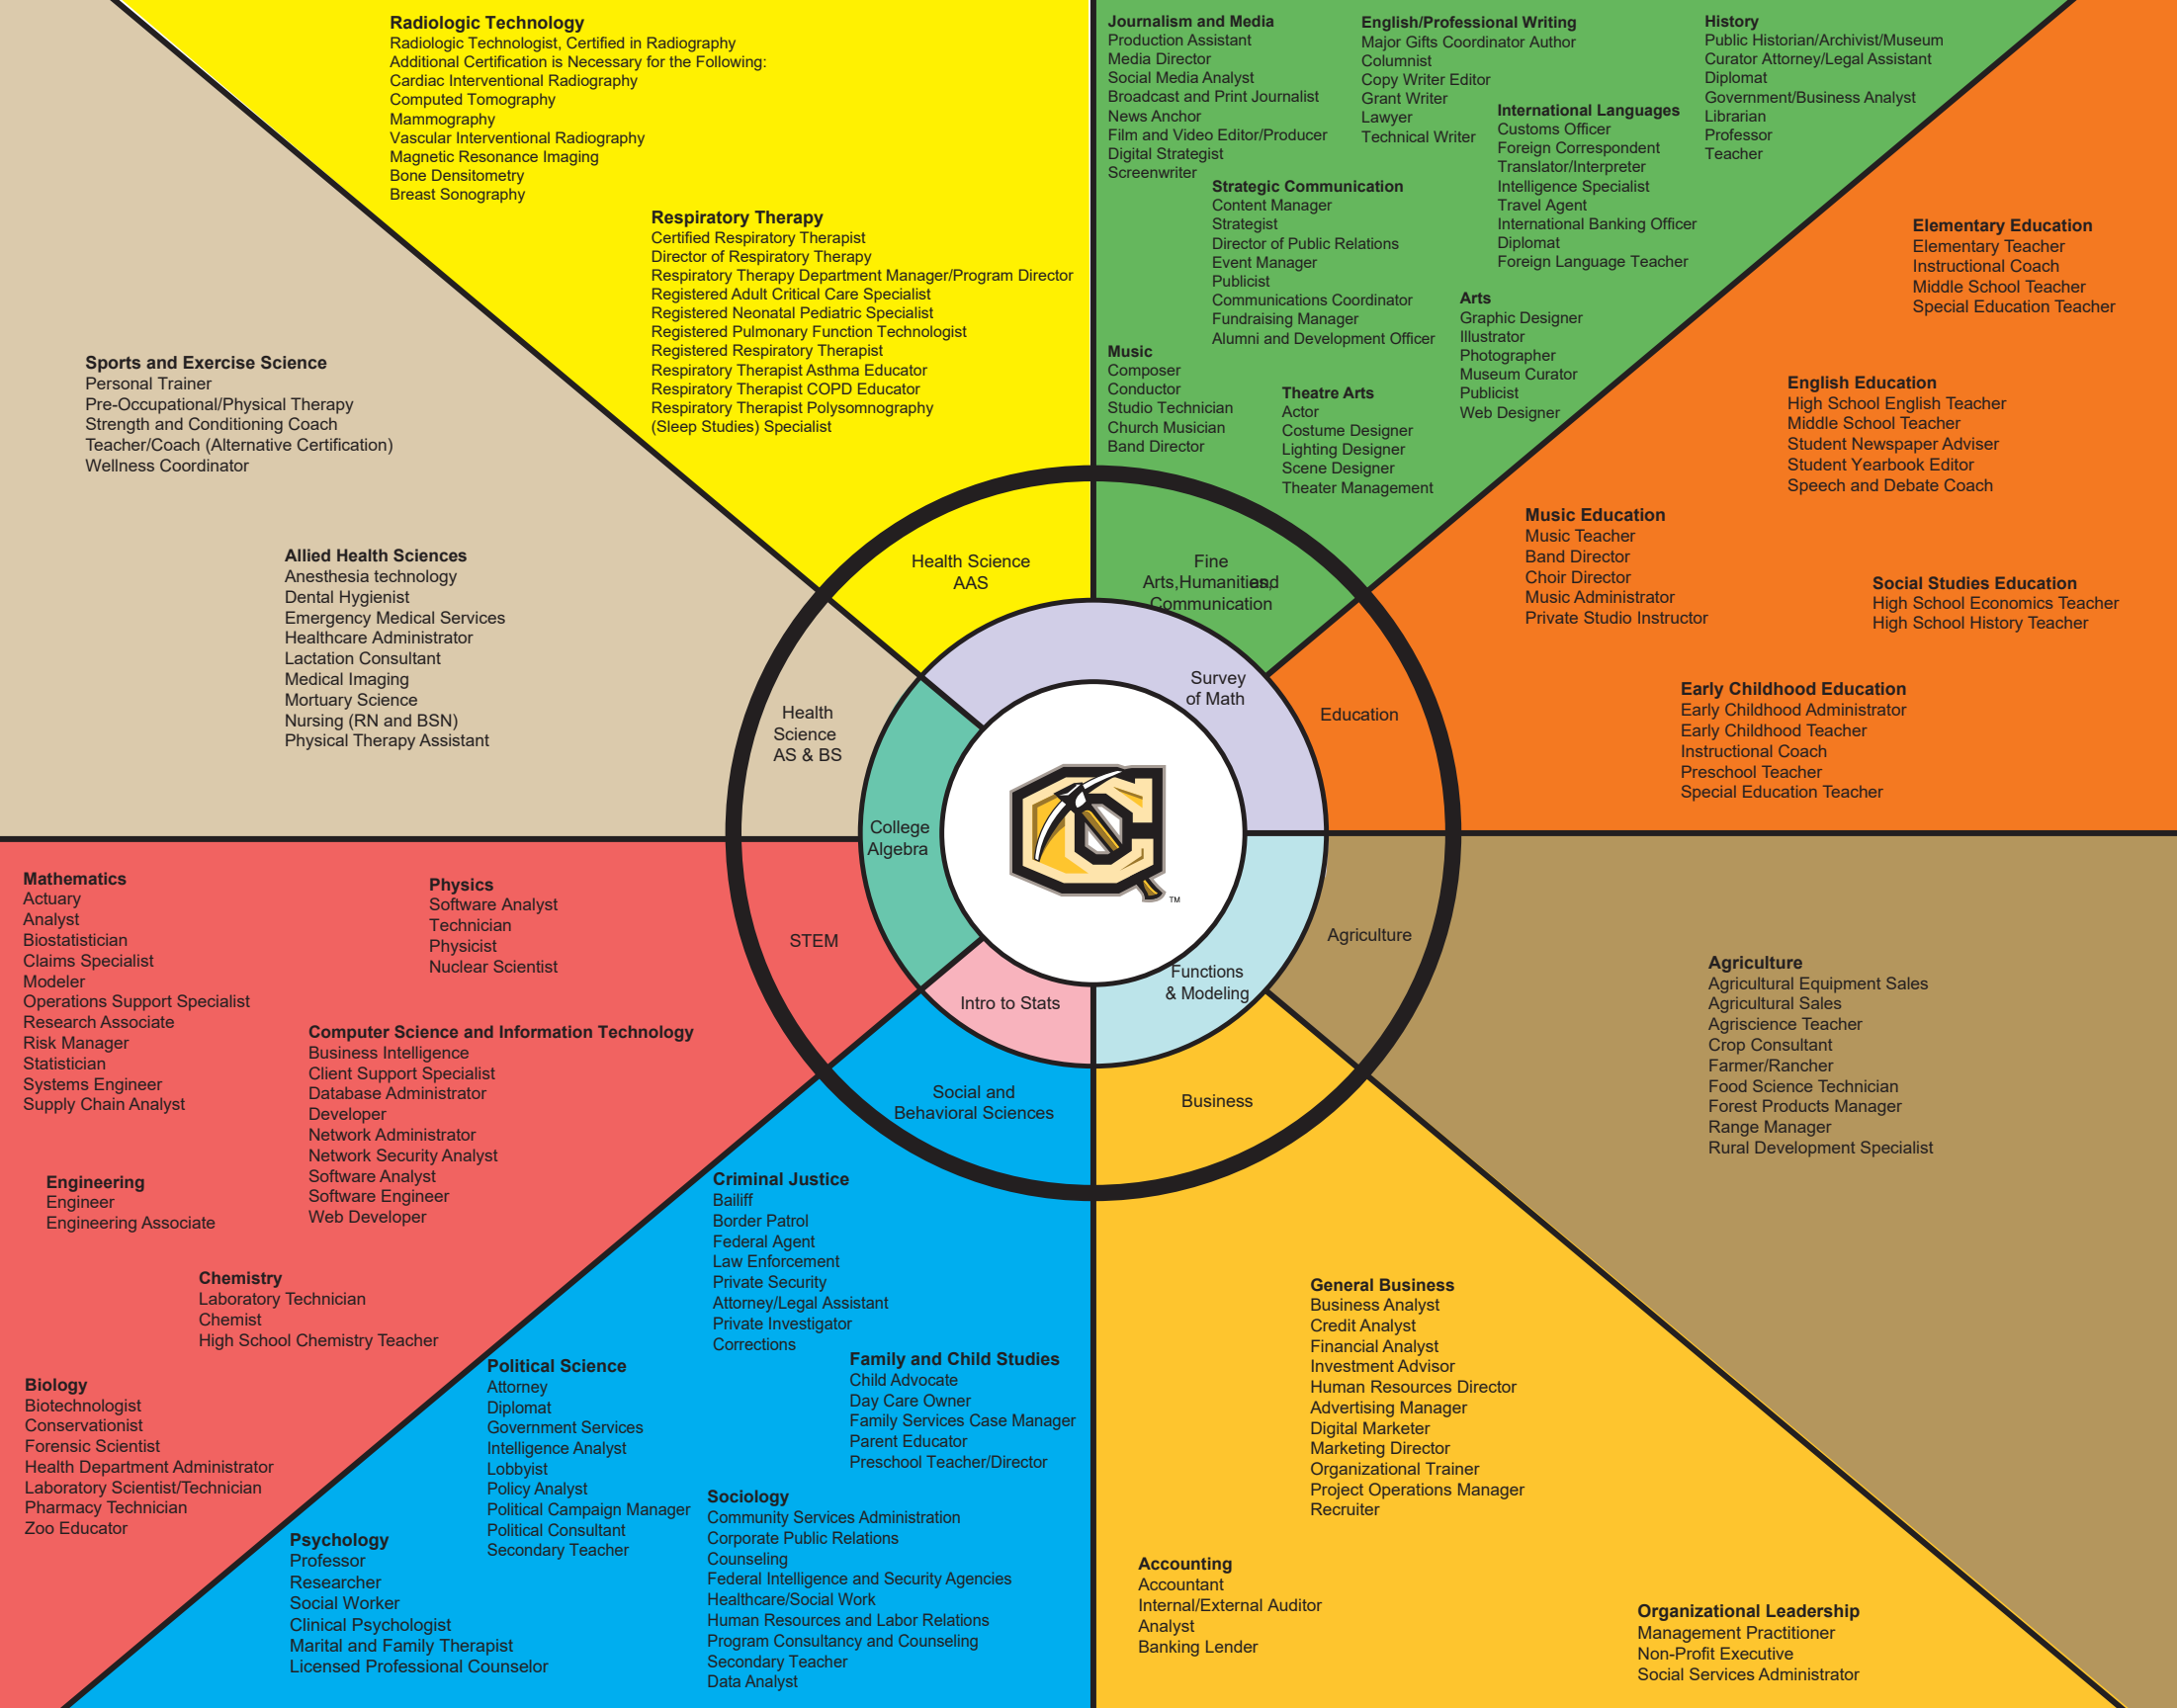 Radiologic Technology
Radiologic Technologist, Certified in Radiography
Additional Certification is Necessary for the Following:
Cardiac Interventional Radiography
Computed Tomography
Mammography
Vascular Interventional Radiography
Magnetic Resonance Imaging
Bone Densitometry
Breast Sonography
Respiratory Therapy
Certified Respiratory Therapist
Director of Respiratory Therapy
Respiratory Therapy Department Manager/Program Director
Registered Adult Critical Care Specialist
Registered Neonatal Pediatric Specialist
Registered Pulmonary Function Technologist
Registered Respiratory Therapist
Respiratory Therapist Asthma Educator
Respiratory Therapist COPD Educator
Respiratory Therapist Polysomnography
(Sleep Studies) Specialist
Journalism and Media
Production Assistant
Media Director
Social Media Analyst
Broadcast and Print Journalist
News Anchor
Film and Video Editor/Producer
Digital Strategist
Screenwriter
English/Professional Writing
Major Gifts Coordinator Author
Columnist
Copy Writer Editor
Grant Writer
Lawyer
Technical Writer
International Languages
Customs Officer
Foreign Correspondent
Translator/Interpreter
Intelligence Specialist
Travel Agent
International Banking Officer
Diplomat
Foreign Language Teacher
History
Public Historian/Archivist/Museum
Curator Attorney/Legal Assistant
Diplomat
Government/Business Analyst
Librarian
Professor
Teacher
Strategic Communication
Content Manager
Strategist
Director of Public Relations
Event Manager
Publicist
Communications Coordinator
Fundraising Manager
Alumni and Development Officer
Arts
Graphic Designer
Illustrator
Photographer
Museum Curator
Publicist
Web Designer
Music
Composer
Conductor
Studio Technician
Church Musician
Band Director
Theatre Arts
Actor
Costume Designer
Lighting Designer
Scene Designer
Theater Management
Elementary Education
Elementary Teacher
Instructional Coach
Middle School Teacher
Special Education Teacher
English Education
High School English Teacher
Middle School Teacher
Student Newspaper Adviser
Student Yearbook Editor
Speech and Debate Coach
Music Education
Music Teacher
Band Director
Choir Director
Music Administrator
Private Studio Instructor
Social Studies Education
High School Economics Teacher
High School History Teacher
Early Childhood Education
Early Childhood Administrator
Early Childhood Teacher
Instructional Coach
Preschool Teacher
Special Education Teacher
Sports and Exercise Science
Personal Trainer
Pre-Occupational/Physical Therapy
Strength and Conditioning Coach
Teacher/Coach (Alternative Certification)
Wellness Coordinator
Allied Health Sciences
Anesthesia technology
Dental Hygienist
Emergency Medical Services
Healthcare Administrator
Lactation Consultant
Medical Imaging
Mortuary Science
Nursing (RN and BSN)
Physical Therapy Assistant
Health Science
AAS
Fine
Arts,Humanities, and
Communication
Health
Science
AS & BS
Survey
of Math
Education
College
Algebra
TM
STEM
Agriculture
Intro to Stats
Functions
& Modeling
Social and
Behavioral Sciences
Business
Mathematics
Actuary
Analyst
Biostatistician
Claims Specialist
Modeler
Operations Support Specialist
Research Associate
Risk Manager
Statistician
Systems Engineer
Supply Chain Analyst
Physics
Software Analyst
Technician
Physicist
Nuclear Scientist
Computer Science and Information Technology
Business Intelligence
Client Support Specialist
Database Administrator
Developer
Network Administrator
Network Security Analyst
Software Analyst
Software Engineer
Web Developer
Engineering
Engineer
Engineering Associate
Chemistry
Laboratory Technician
Chemist
High School Chemistry Teacher
Biology
Biotechnologist
Conservationist
Forensic Scientist
Health Department Administrator
Laboratory Scientist/Technician
Pharmacy Technician
Zoo Educator
Criminal Justice
Bailiff
Border Patrol
Federal Agent
Law Enforcement
Private Security
Attorney/Legal Assistant
Private Investigator
Corrections
Political Science
Attorney
Diplomat
Government Services
Intelligence Analyst
Lobbyist
Policy Analyst
Political Campaign Manager
Political Consultant
Secondary Teacher
Family and Child Studies
Child Advocate
Day Care Owner
Family Services Case Manager
Parent Educator
Preschool Teacher/Director
Psychology
Professor
Researcher
Social Worker
Clinical Psychologist
Marital and Family Therapist
Licensed Professional Counselor
Sociology
Community Services Administration
Corporate Public Relations
Counseling
Federal Intelligence and Security Agencies
Healthcare/Social Work
Human Resources and Labor Relations
Program Consultancy and Counseling
Secondary Teacher
Data Analyst
Agriculture
Agricultural Equipment Sales
Agricultural Sales
Agriscience Teacher
Crop Consultant
Farmer/Rancher
Food Science Technician
Forest Products Manager
Range Manager
Rural Development Specialist
General Business
Business Analyst
Credit Analyst
Financial Analyst
Investment Advisor
Human Resources Director
Advertising Manager
Digital Marketer
Marketing Director
Organizational Trainer
Project Operations Manager
Recruiter
Accounting
Accountant
Internal/External Auditor
Analyst
Banking Lender
Organizational Leadership
Management Practitioner
Non-Profit Executive
Social Services Administrator